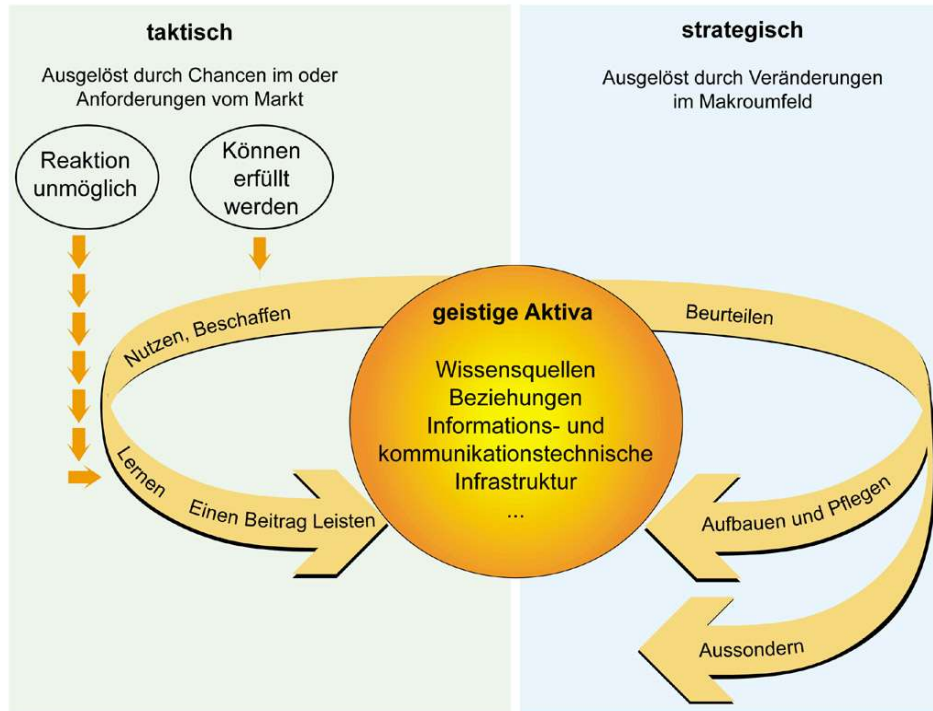 taktisch
Ausgelöst durch Chancen im oder
Anforderungen vom Markt
Reaktion
unmöglich
Können
erfüllt
werden
Nutzen, Beschaffen
Lernen
Einen Beitrag Leisten
geistige Aktiva
Wissensquellen
Beziehungen
Informations- und
kommunikationstechnische
Infrastruktur
...
strategisch
Ausgelöst durch Veränderungen
im Makroumfeld
Beurteilen
Aufbauen und Pflegen
Aussondern